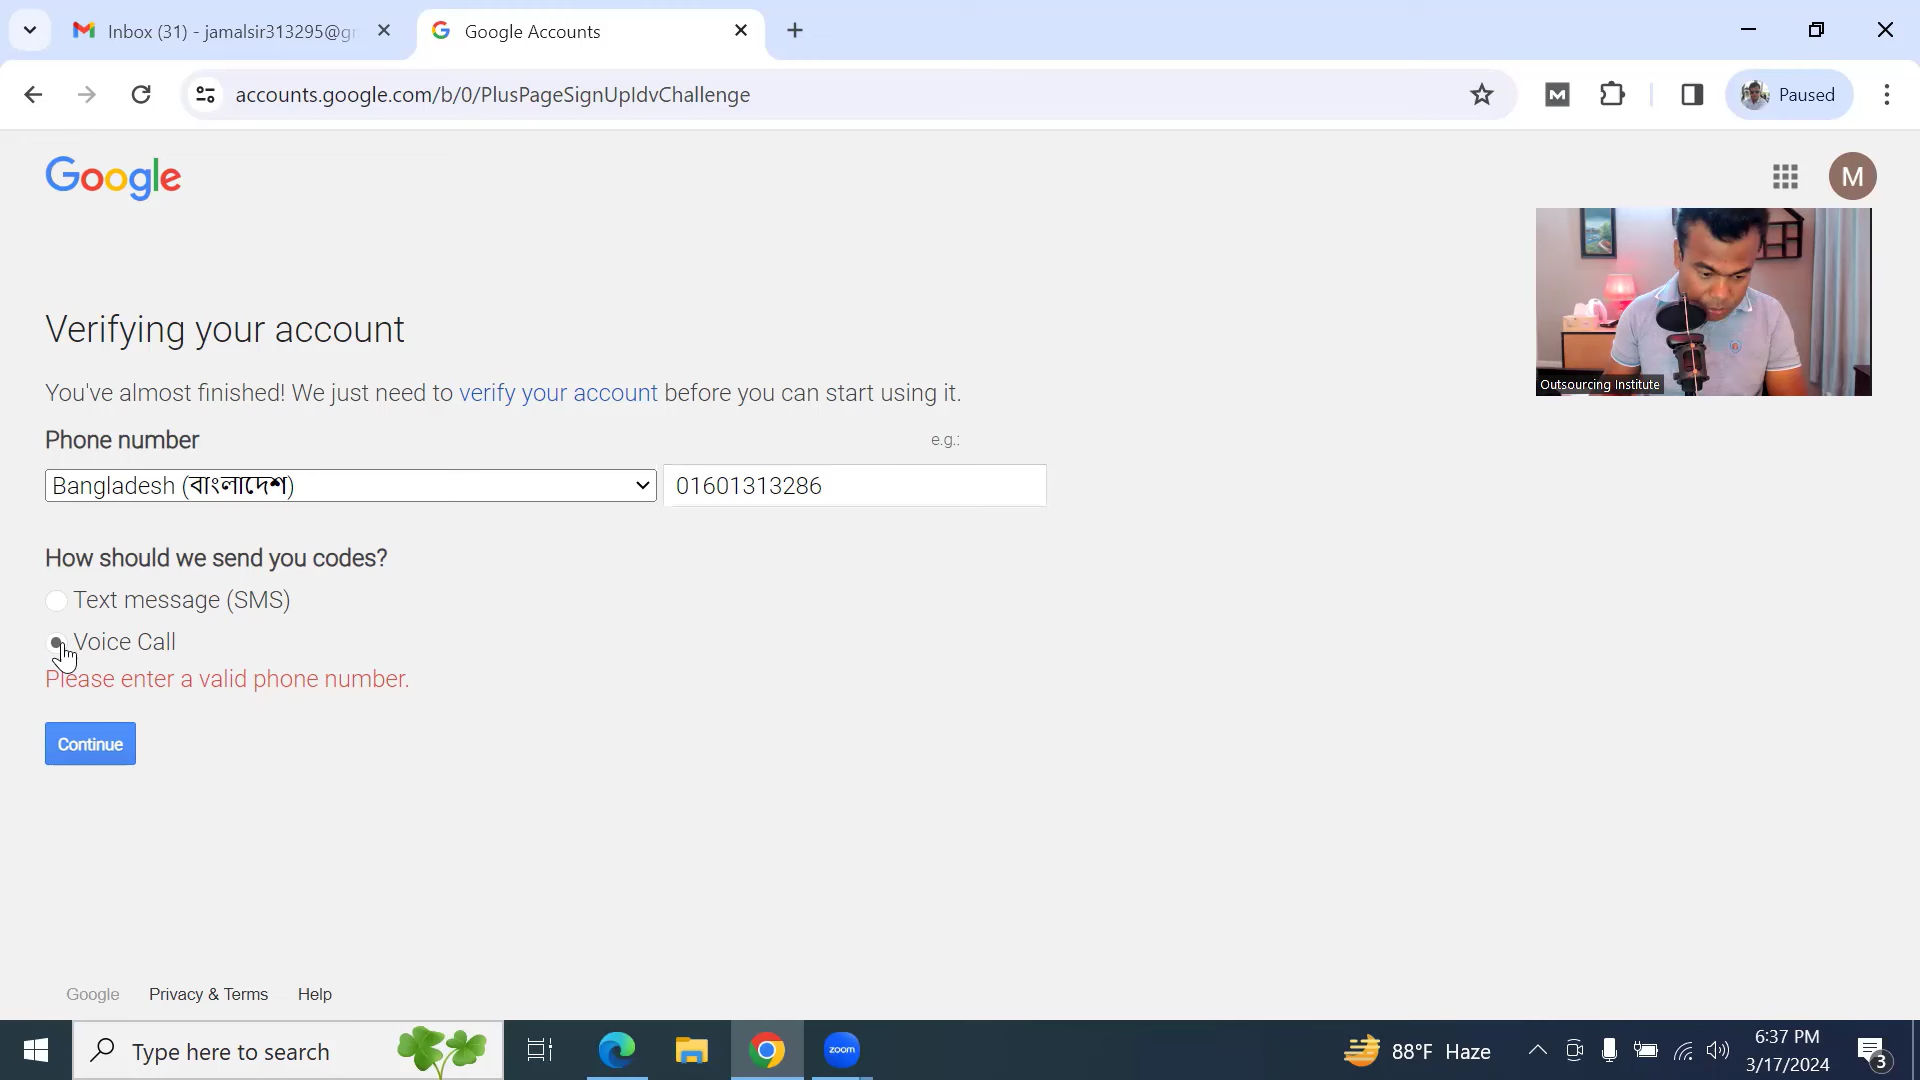 Inbox (31) - jamalsir313295@gr
Google Accounts
accounts.google.com/b/0/PlusPageSignUpIdvChallenge
Paused
Google
M
M
Outsourcing Institute
Verifying your account
You've almost finished! We just need to verify your account before you can start using it.
Phone number
e.g.:
Bangladesh (বাংলাদেশ)
01601313286
How should we send you codes?
Text message (SMS)
Voice Call
Please enter a valid phone number.
Continue
Google Privacy & Terms Help
Type here to search
zoom
88°F Haze
6:37 PM
3/17/2024
3